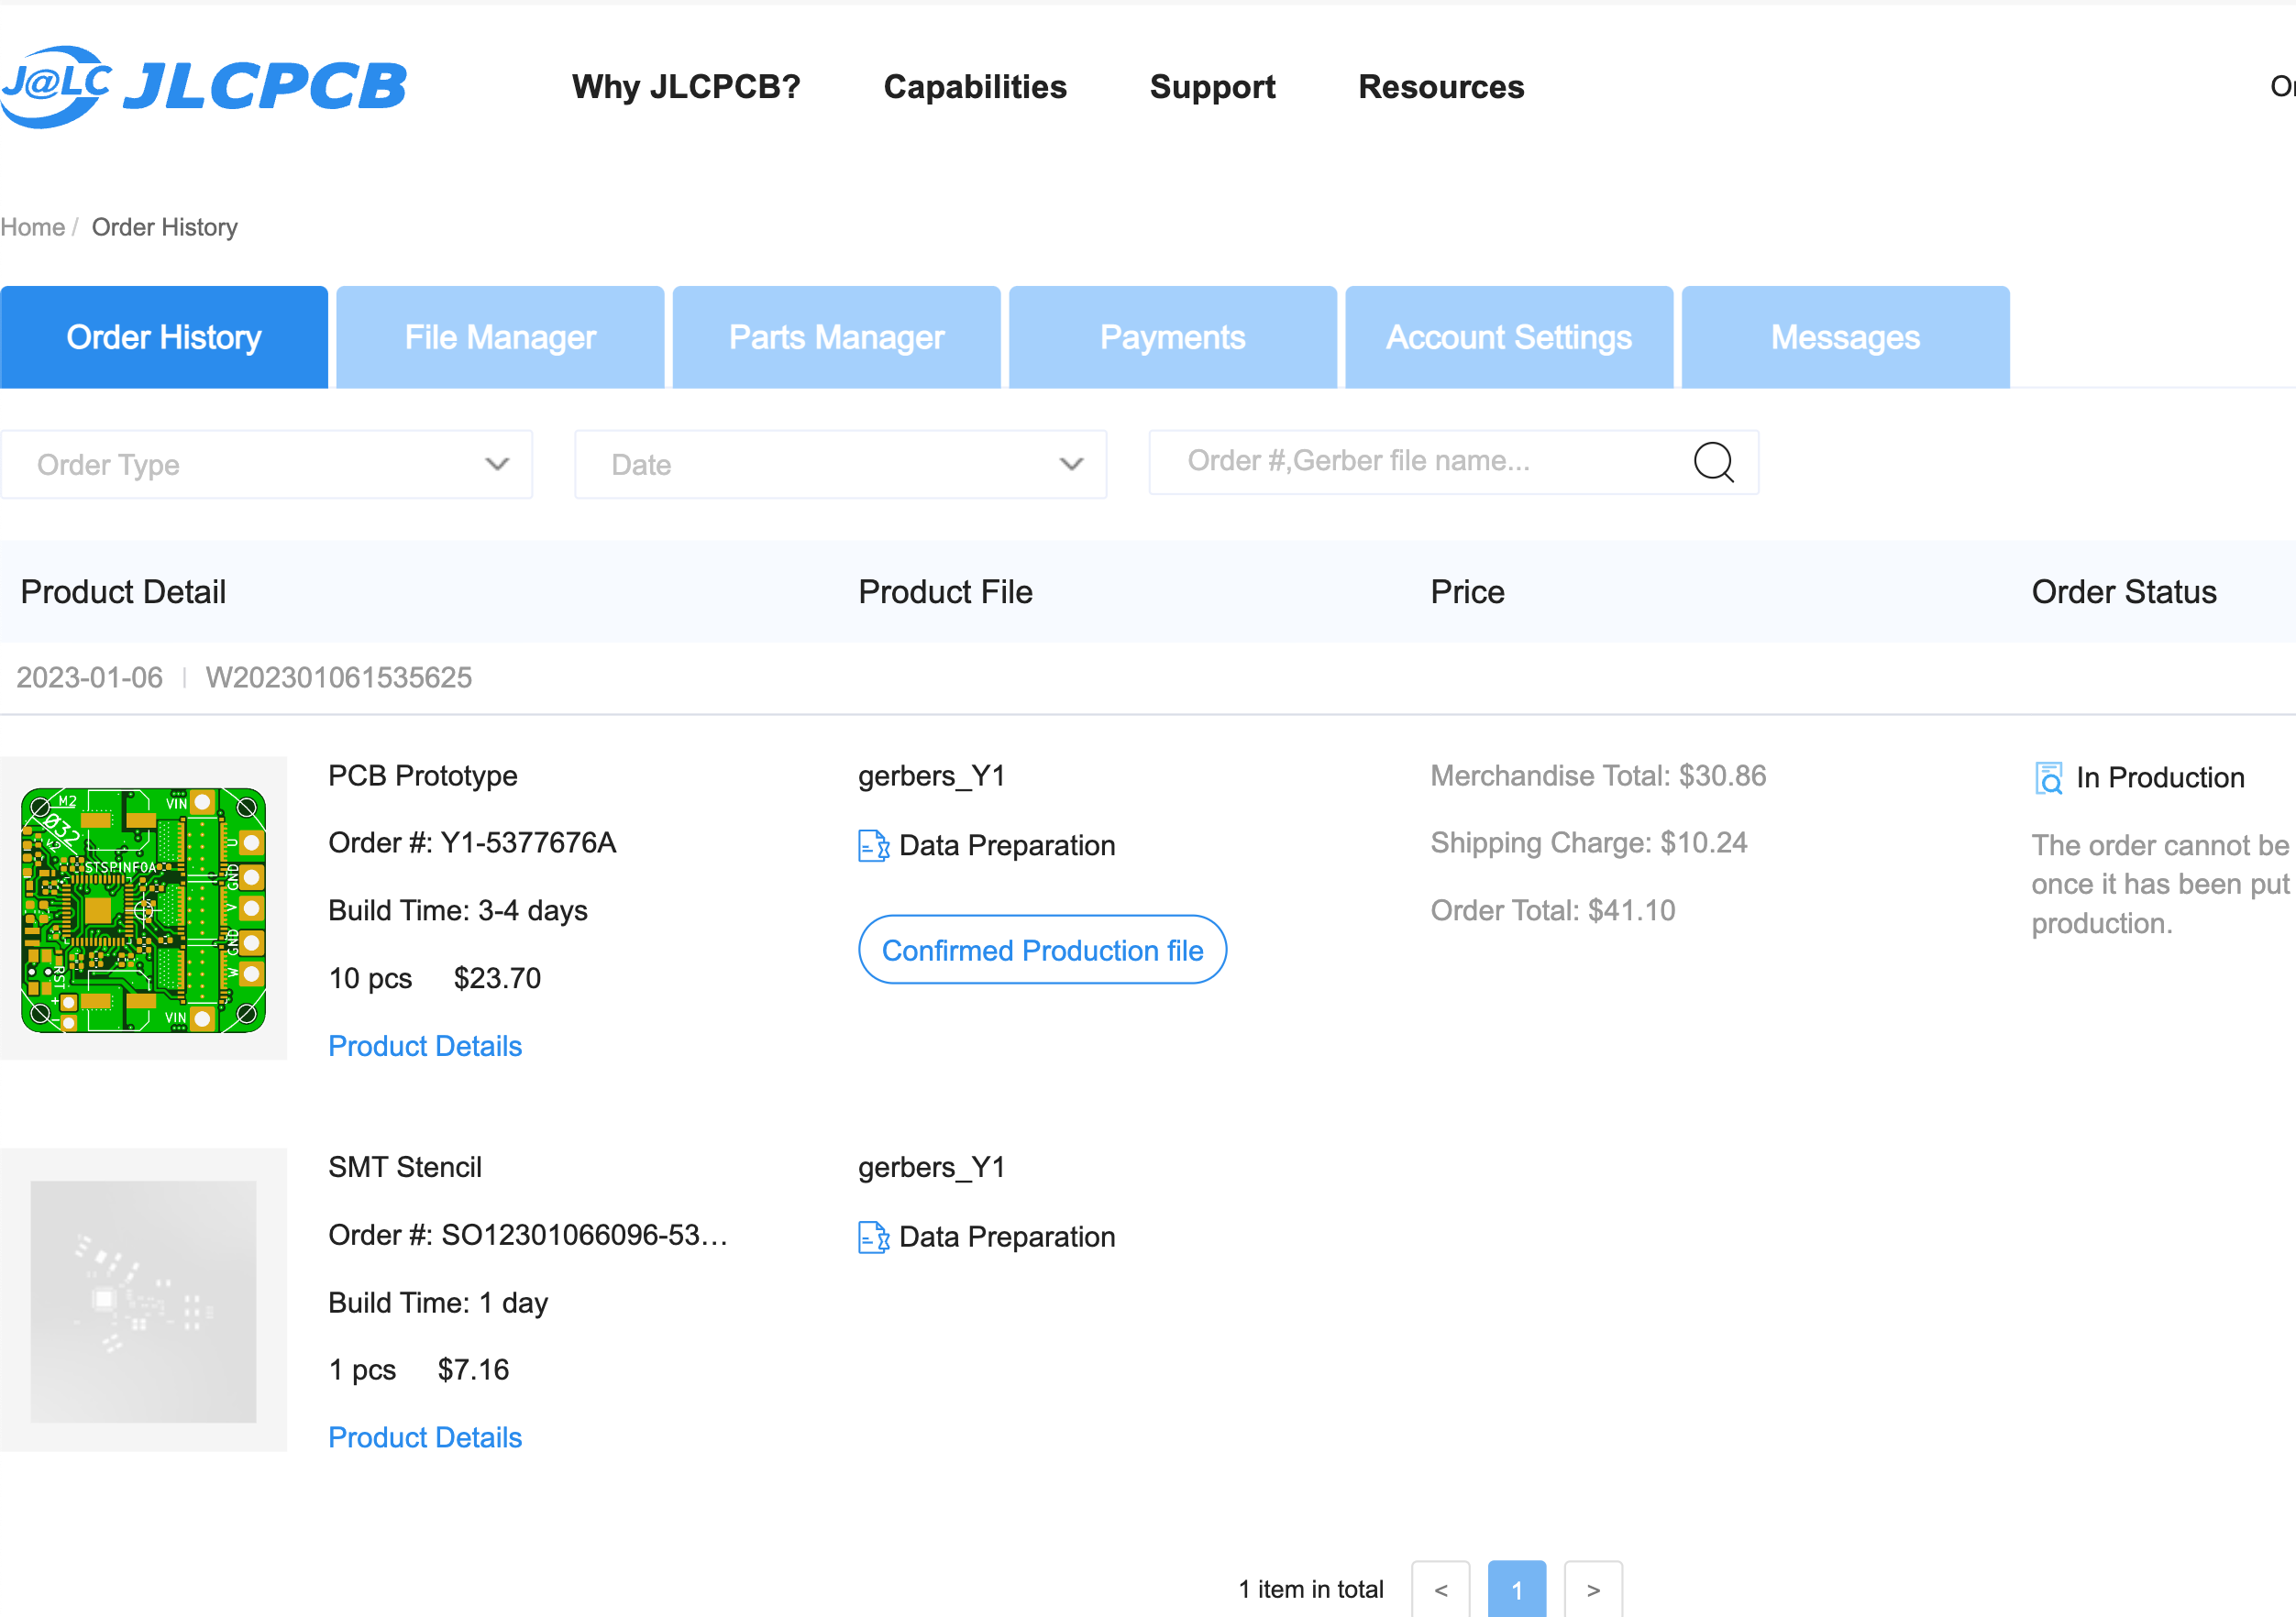 J@LC JLCPCB
Why JLCPCB?
Capabilities
Support
Resources
Or
Home / Order History
Order History
File Manager
Parts Manager
Payments
Account Settings
Messages
Order Type
Date
Order #,Gerber file name...
Product Detail
Product File
Price
Order Status
2023-01-06 | W202301061535625
PCB Prototype
Order #: Y1-5377676A
Build Time: 3-4 days
10 pcs $23.70
Product Details
gerbers_Y1
Data Preparation
Confirmed Production file
Merchandise Total: $30.86
Shipping Charge: $10.24
Order Total: $41.10
In Production
The order cannot be
once it has been put
production.
M2
VIN
Ø32
V2
STSPINF0A
U
GND
V
GND
W
RST
+
-
VIN
SMT Stencil
Order #: SO12301066096-53...
Build Time: 1 day
1 pcs $7.16
Product Details
gerbers_Y1
Data Preparation
1 item in total
<
1
>